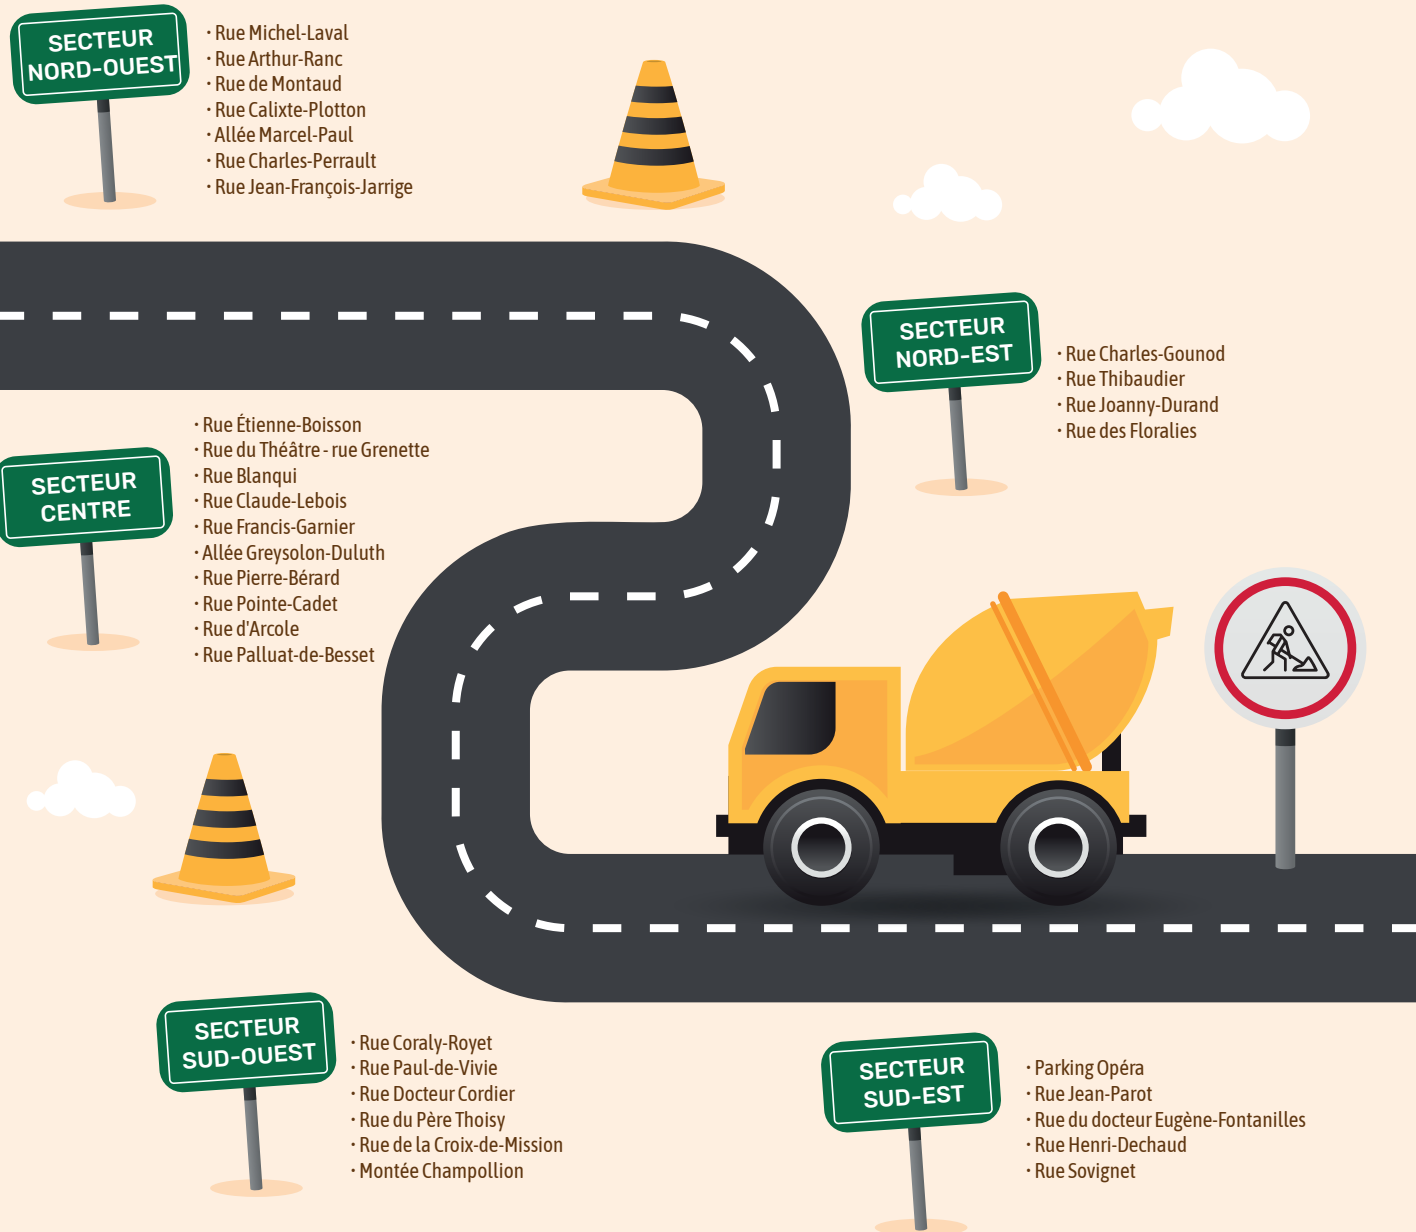 SECTEUR
NORD-OUEST
· Rue Michel-Laval
· Rue Arthur-Ranc
· Rue de Montaud
· Rue Calixte-Plotton
· Allée Marcel-Paul
· Rue Charles-Perrault
· Rue Jean-François-Jarrige
SECTEUR
NORD-EST
· Rue Charles-Gounod
· Rue Thibaudier
· Rue Joanny-Durand
· Rue des Floralies
SECTEUR
CENTRE
· Rue Étienne-Boisson
· Rue du Théâtre - rue Grenette
· Rue Blanqui
· Rue Claude-Lebois
· Rue Francis-Garnier
· Allée Greysolon-Duluth
· Rue Pierre-Bérard
· Rue Pointe-Cadet
· Rue d'Arcole
· Rue Palluat-de-Besset
SECTEUR
SUD-OUEST
· Rue Coraly-Royet
· Rue Paul-de-Vivie
· Rue Docteur Cordier
· Rue du Père Thoisy
· Rue de la Croix-de-Mission
· Montée Champollion
SECTEUR
SUD-EST
· Parking Opéra
· Rue Jean-Parot
· Rue du docteur Eugène-Fontanilles
· Rue Henri-Dechaud
· Rue Sovignet